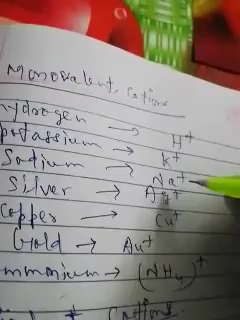 Monovalent, Cations
ydrogen → H+
potassium → K+
Sodium → Na+
Silver → Ag+
Copper → Cu+
Gold → Au+
mmonium → (NH4)+
Cations